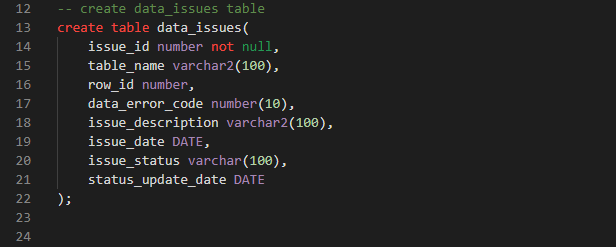 12 -- create data_issues table
13 create table data_issues(
14     issue_id number not null,
15     table_name varchar2(100),
16     row_id number,
17     data_error_code number(10),
18     issue_description varchar2(100),
19     issue_date DATE,
20     issue_status varchar(100),
21     status_update_date DATE
22 );
23
24